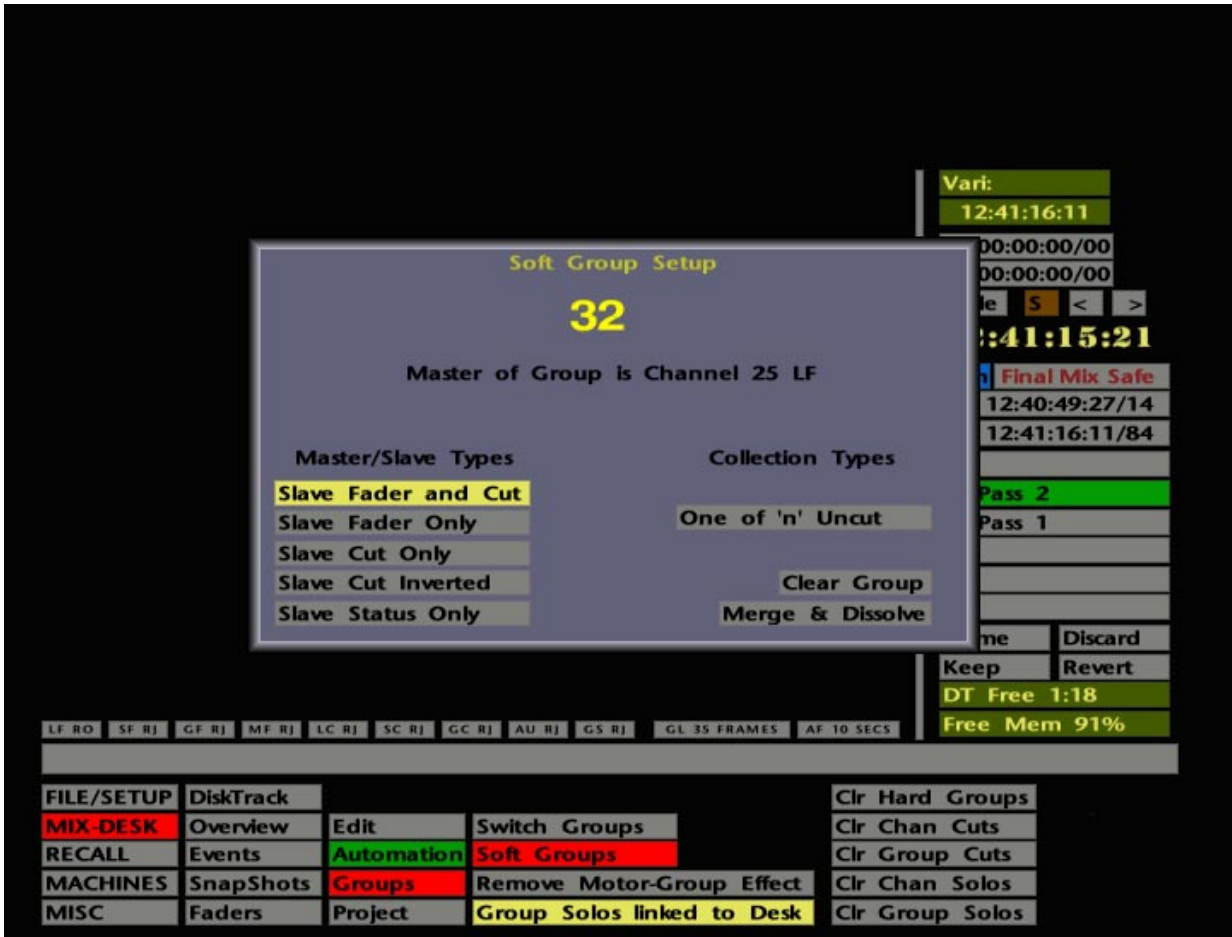 Vari:
12:41:16:11
00:00:00/00
00:00:00/00
S < >
:41:15:21
Final Mix Safe
12:40:49:27/14
12:41:16:11/84
Pass 2
Pass 1
Discard
Keep Revert
DT Free 1:18
Free Mem 91%
Soft Group Setup
32
Master of Group is Channel 25 LF
Master/Slave Types
Slave Fader and Cut
Slave Fader Only
Slave Cut Only
Slave Cut Inverted
Slave Status Only
Collection Types
One of 'n' Uncut
Clear Group
Merge & Dissolve
LF RO SF RJ GF RJ MF RJ LC RJ SC RJ GC RJ AU RJ GS RJ GL 35 FRAMES AF 10 SECS
FILE/SETUP DiskTrack Clr Hard Groups
MIX-DESK Overview Edit Switch Groups Clr Chan Cuts
RECALL Events Automation Soft Groups Clr Group Cuts
MACHINES SnapShots Groups Remove Motor-Group Effect Clr Chan Solos
MISC Faders Project Group Solos linked to Desk Clr Group Solos